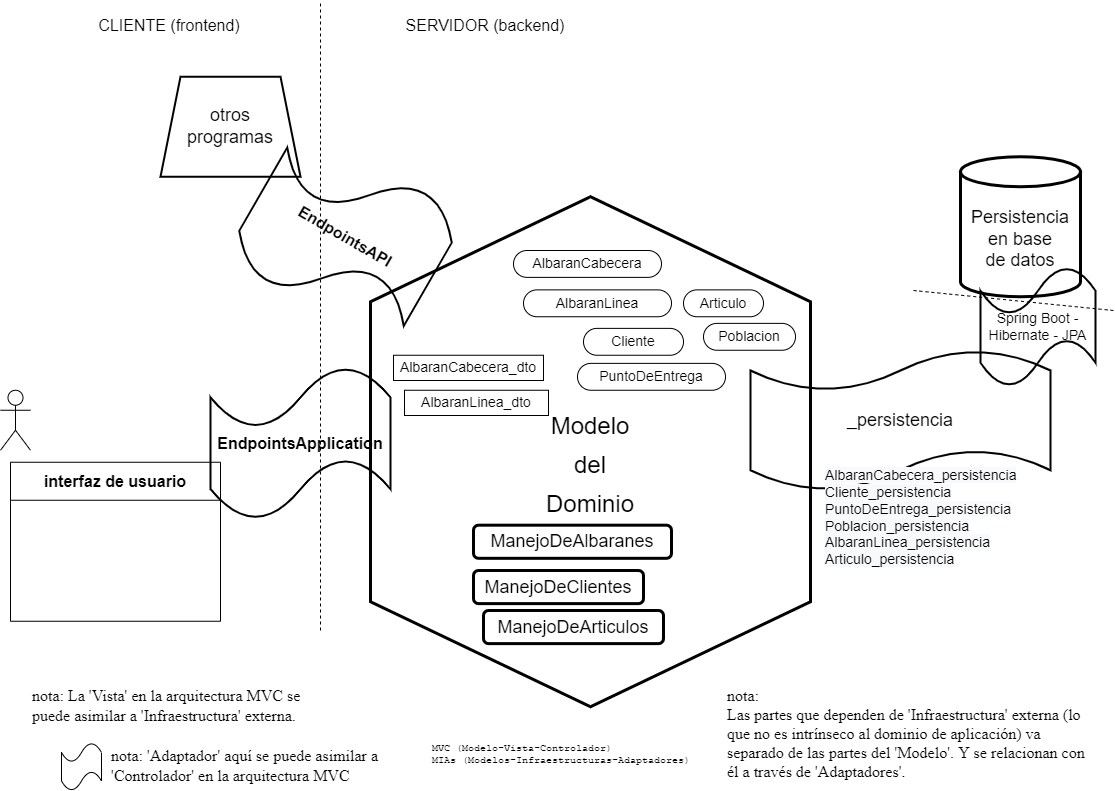 CLIENTE (frontend)
SERVIDOR (backend)
otros
programas
EndpointsAPI
Persistencia
en base
de datos
Spring Boot -
Hibernate - JPA
AlbaranCabecera
AlbaranLinea
Articulo
Cliente
Poblacion
PuntoDeEntrega
AlbaranCabecera_dto
AlbaranLinea_dto
Modelo
del
Dominio
ManejoDeAlbaranes
ManejoDeClientes
ManejoDeArticulos
EndpointsApplication
interfaz de usuario
_persistencia
AlbaranCabecera_persistencia
Cliente_persistencia
PuntoDeEntrega_persistencia
Poblacion_persistencia
AlbaranLinea_persistencia
Articulo_persistencia
nota: La 'Vista' en la arquitectura MVC se
puede asimilar a 'Infraestructura' externa.
nota: 'Adaptador' aquí se puede asimilar a
'Controlador' en la arquitectura MVC
MVC (Modelo-Vista-Controlador)
MIAs (Modelos-Infraestructuras-Adaptadores)
nota:
Las partes que dependen de 'Infraestructura' externa (lo
que no es intrínseco al dominio de aplicación) va
separado de las partes del 'Modelo'. Y se relacionan con
él a través de 'Adaptadores'.